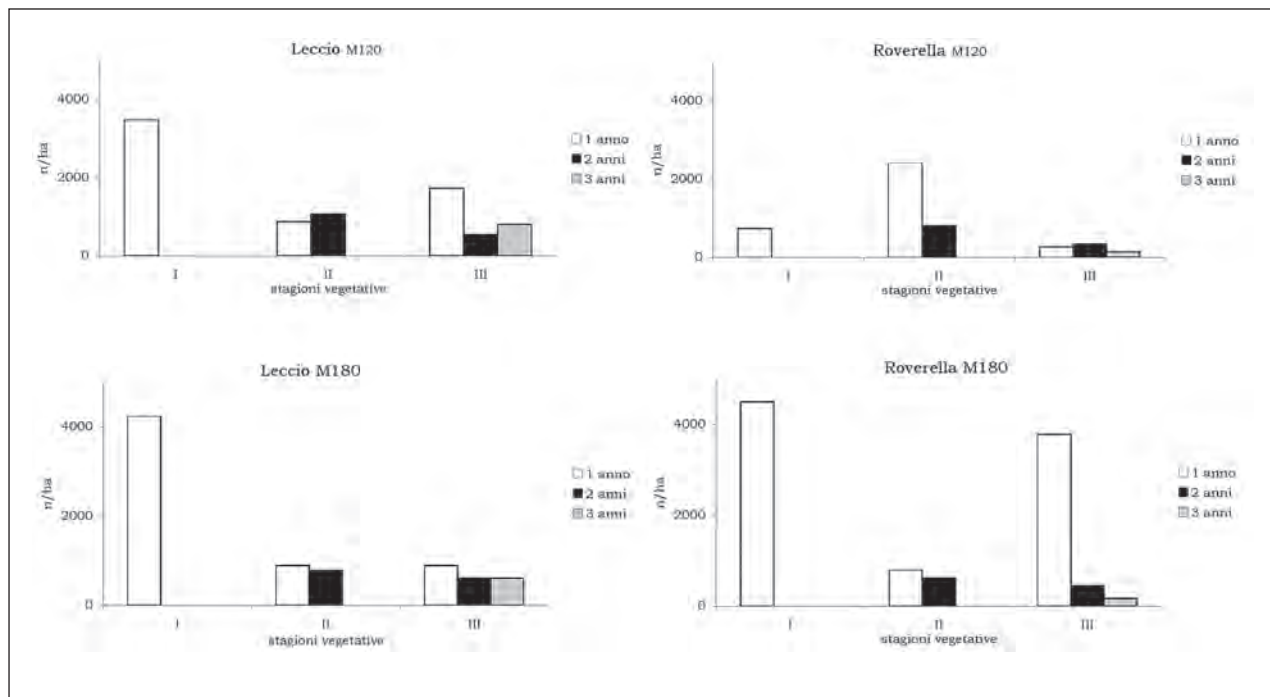 Leccio M120
n/ha
4000
2000
0
1 anno
2 anni
3 anni
I
II
III
stagioni vegetative
Roverella M120
n/ha
4000
2000
0
1 anno
2 anni
3 anni
I
II
III
stagioni vegetative
Leccio M180
n/ha
4000
2000
0
1 anno
2 anni
3 anni
I
II
III
stagioni vegetative
Roverella M180
n/ha
4000
2000
0
1 anno
2 anni
3 anni
I
II
III
stagioni vegetative